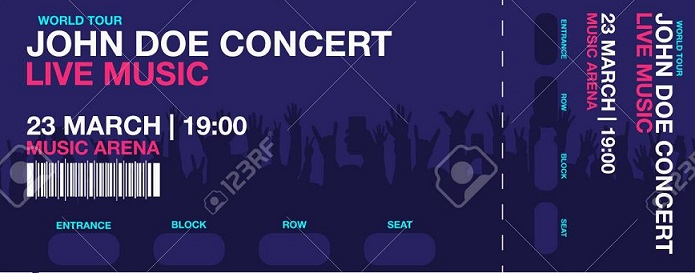 WORLD TOUR
JOHN DOE CONCERT
LIVE MUSIC
23 MARCH | 19:00
MUSIC ARENA
ENTRANCE
BLOCK
ROW
SEAT
ENTRANCE
ROW
BLOCK
SEAT
WORLD TOUR
JOHN DOE CONCERT
LIVE MUSIC
23 MARCH | 19:00
MUSIC ARENA
123RF
123RF